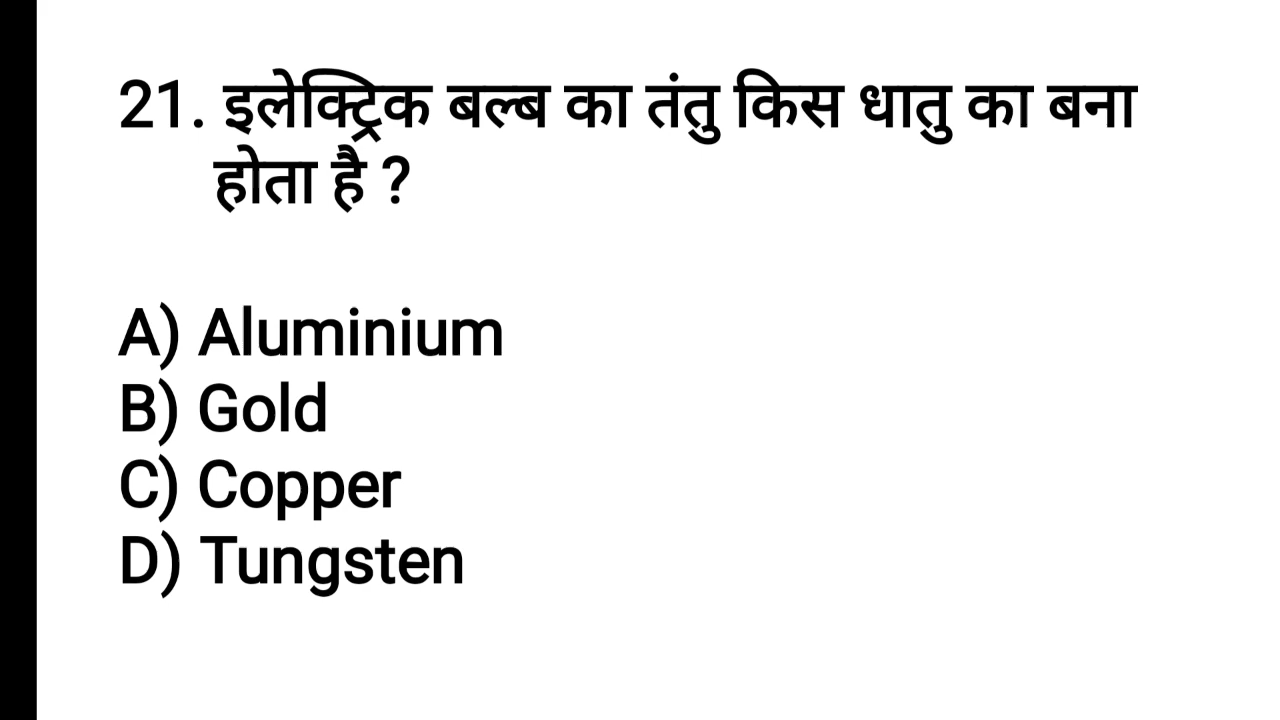 21. इलेक्ट्रिक बल्ब का तंतु किस धातु का बना
होता है ?
A) Aluminium
B) Gold
C) Copper
D) Tungsten